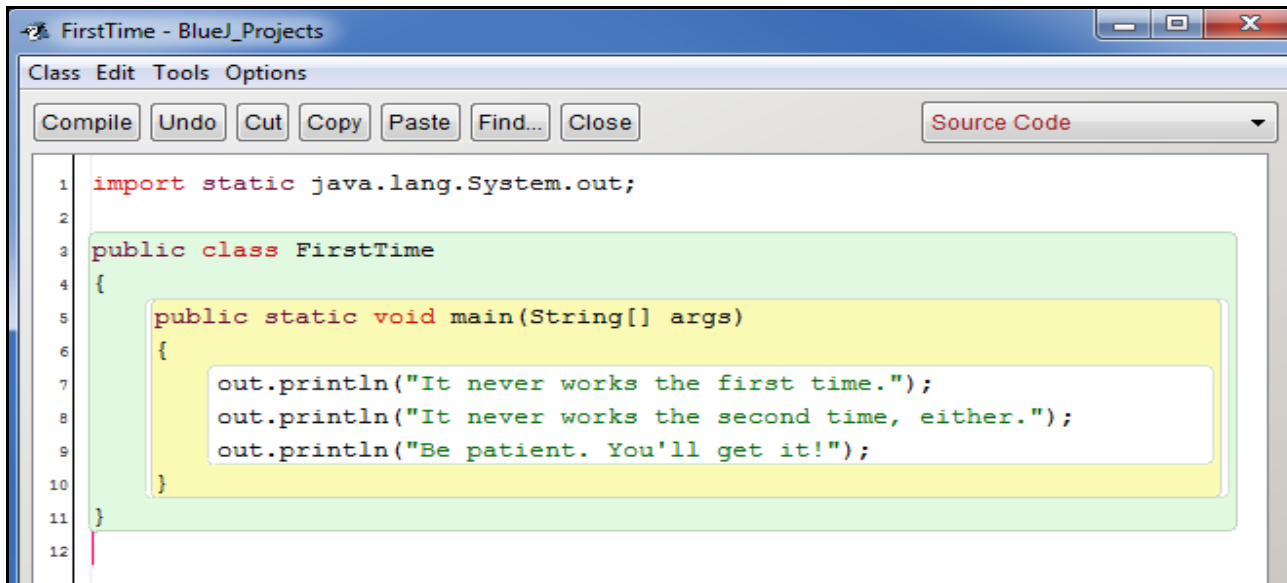 FirstTime - BlueJ_Projects
Class Edit Tools Options
Compile Undo Cut Copy Paste Find... Close Source Code
1 import static java.lang.System.out;
2
3 public class FirstTime
4 {
5 public static void main(String[] args)
6 {
7 out.println("It never works the first time.");
8 out.println("It never works the second time, either.");
9 out.println("Be patient. You'll get it!");
10 }
11 }
12